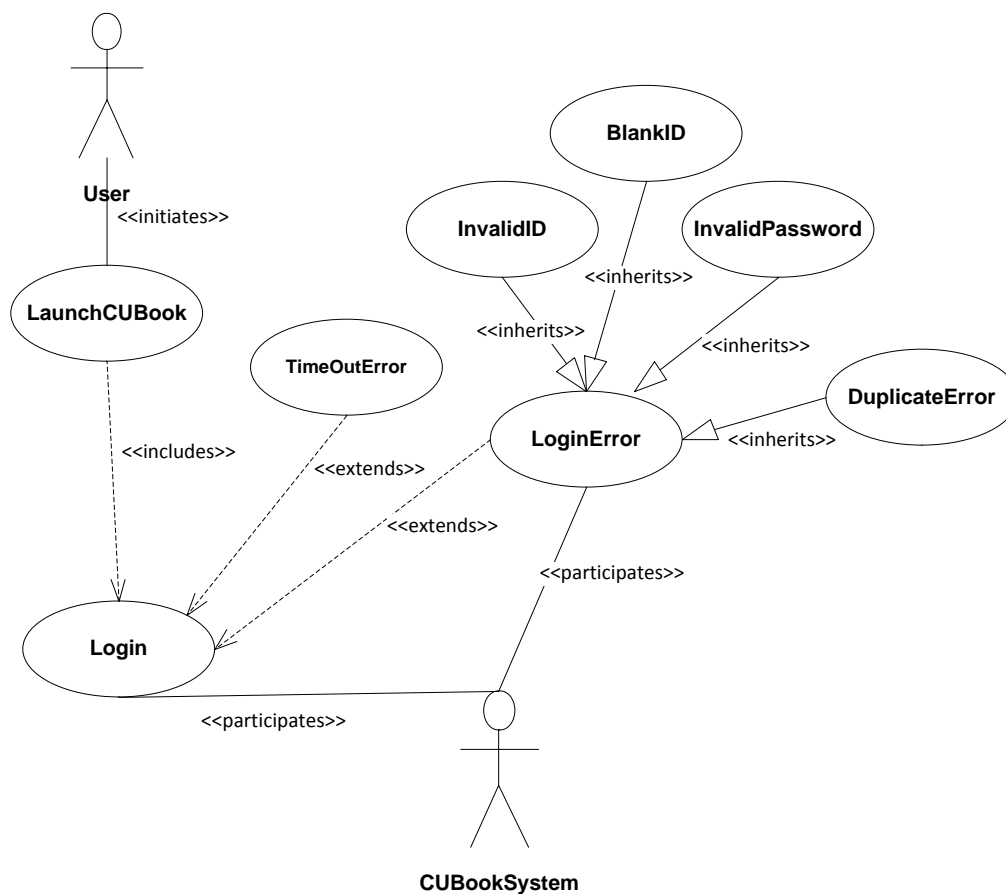 BlankID
User
<<initiates>>
InvalidID
InvalidPassword
<<inherits>>
LaunchCUBook
<<inherits>>
<<inherits>>
TimeOutError
DuplicateError
LoginError
<<inherits>>
<<includes>>
<<extends>>
<<extends>>
<<participates>>
Login
<<participates>>
CUBookSystem